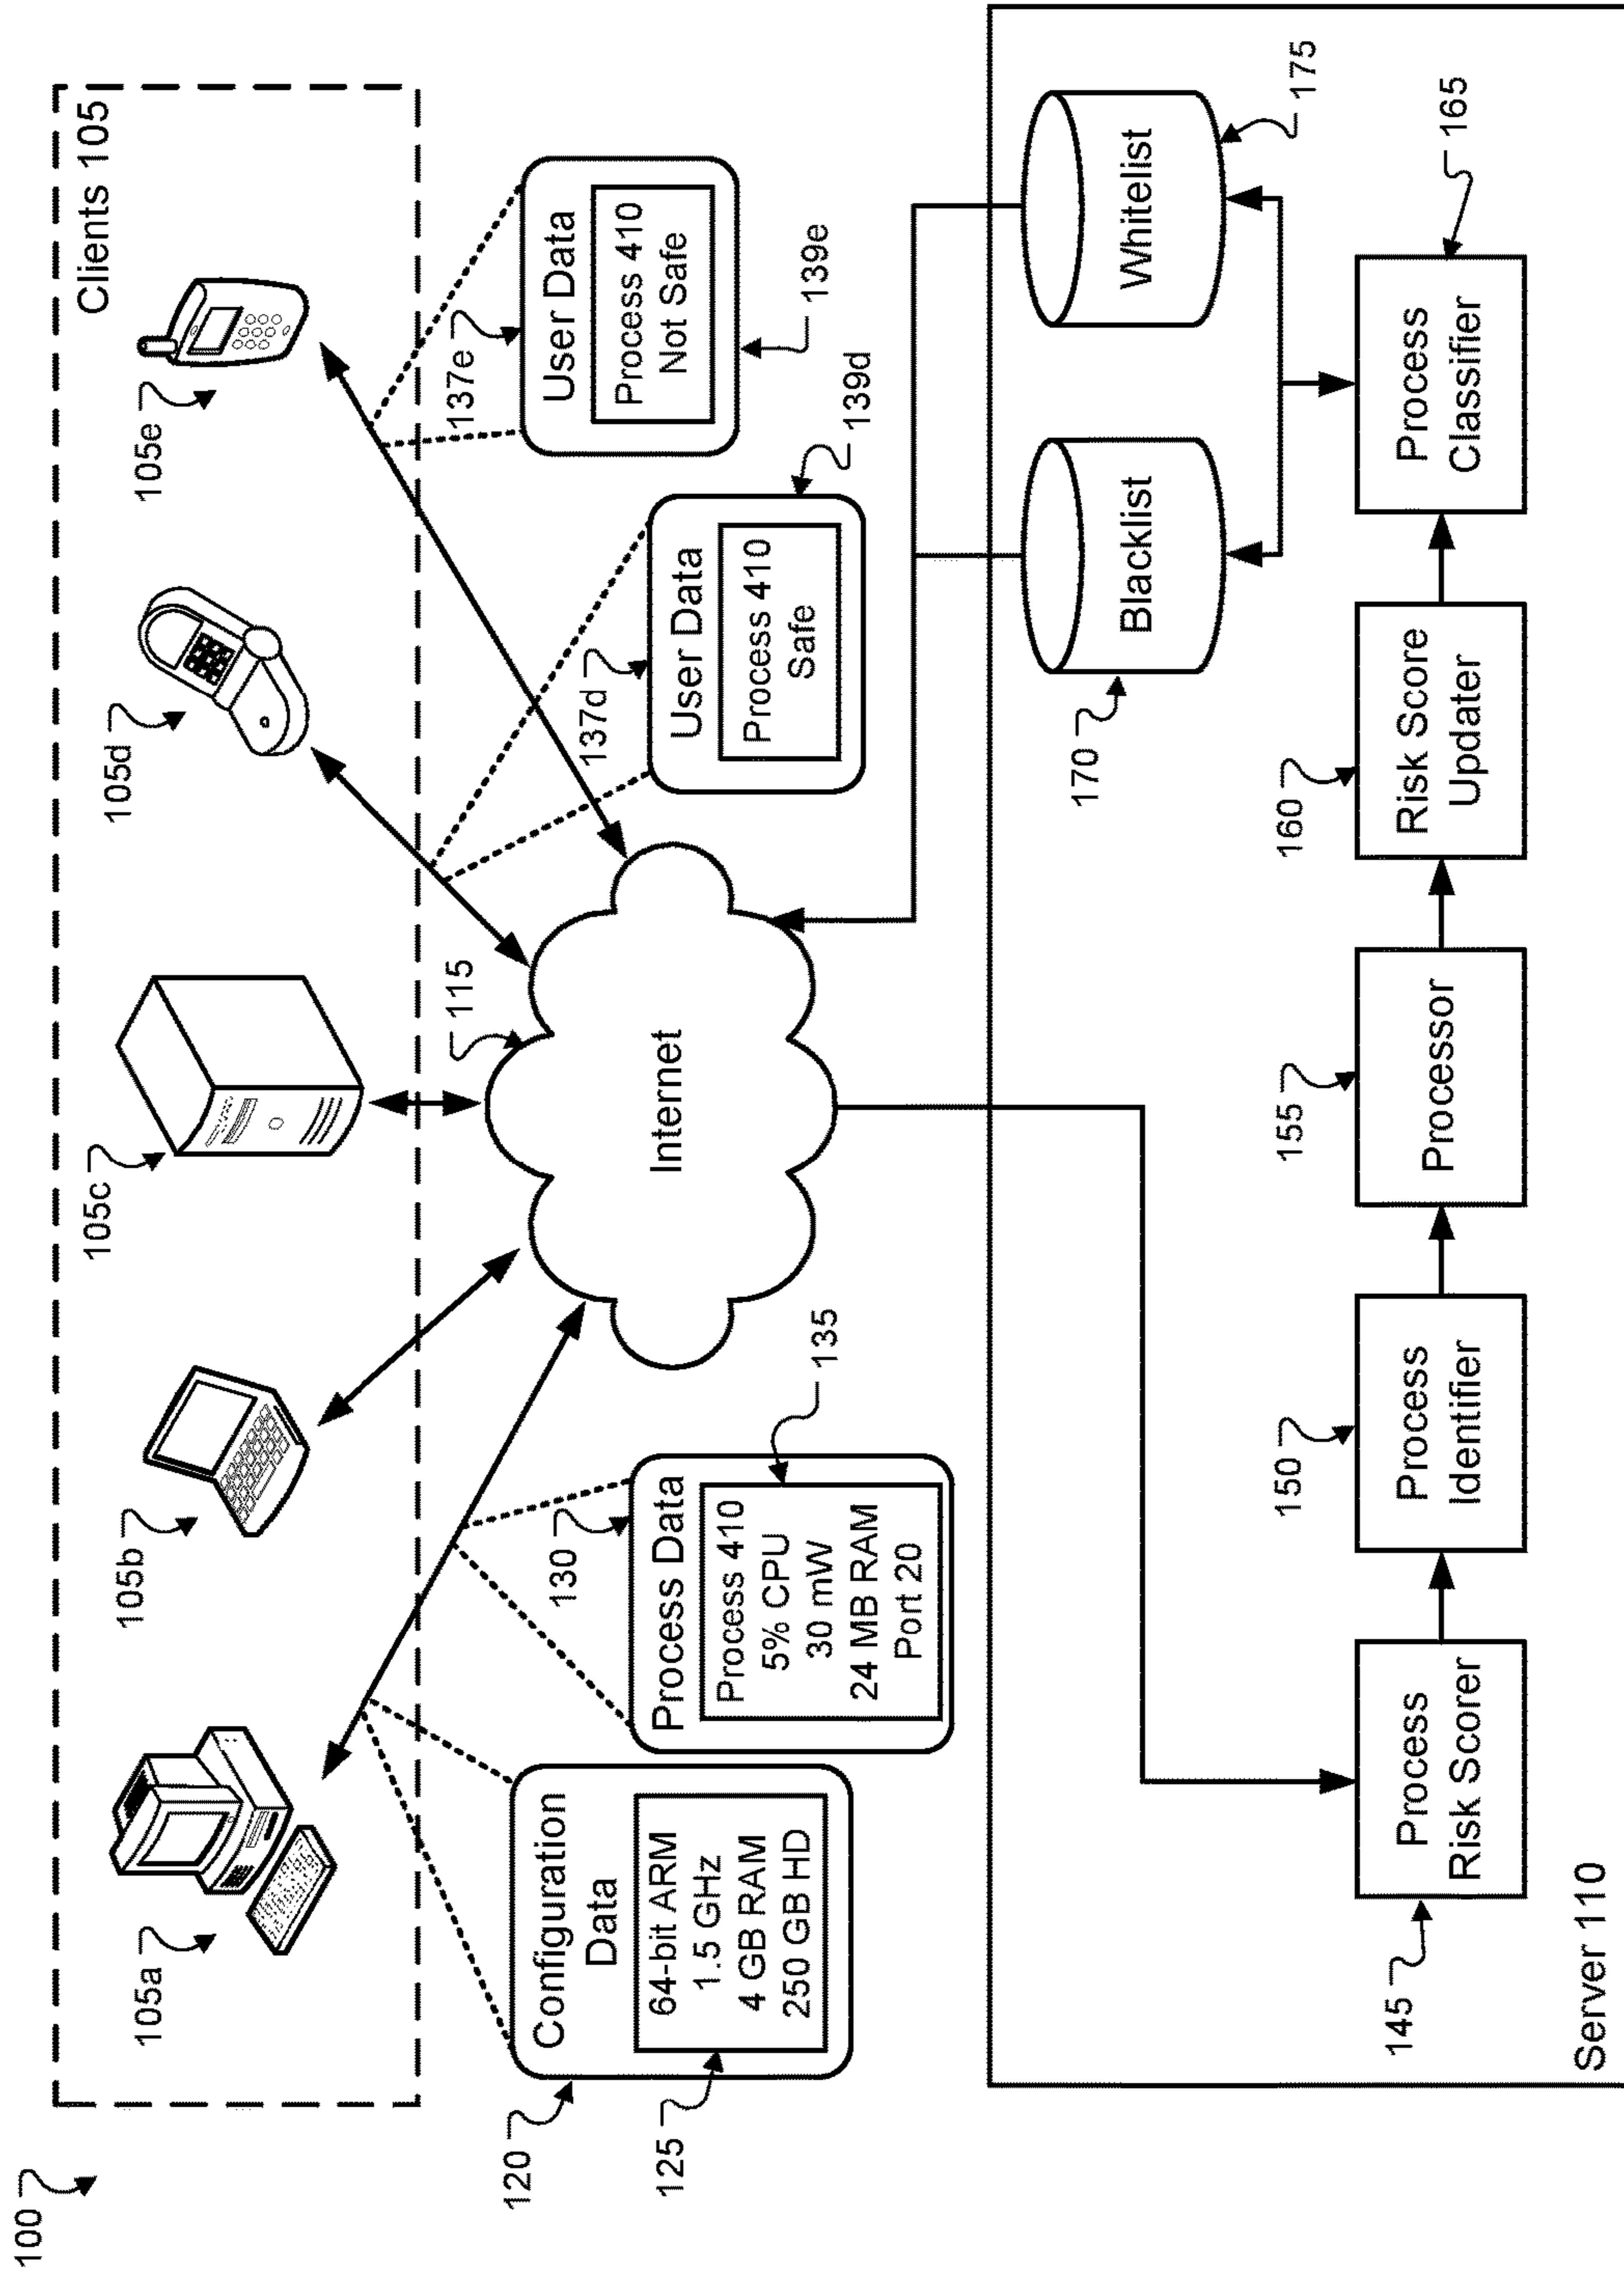 100
Clients 105
105a
105b
105c
105d
105e
115
Internet
120
Configuration
Data
125
64-bit ARM
1.5 GHz
4 GB RAM
250 GB HD
130
Process Data
135
Process 410
5% CPU
30 mW
24 MB RAM
Port 20
137d
User Data
Process 410
Safe
139d
137e
User Data
Process 410
Not Safe
139e
170
Blacklist
Whitelist
175
145
Process
Risk Scorer
150
Process
Identifier
155
Processor
160
Risk Score
Updater
Process
Classifier
165
Server 110